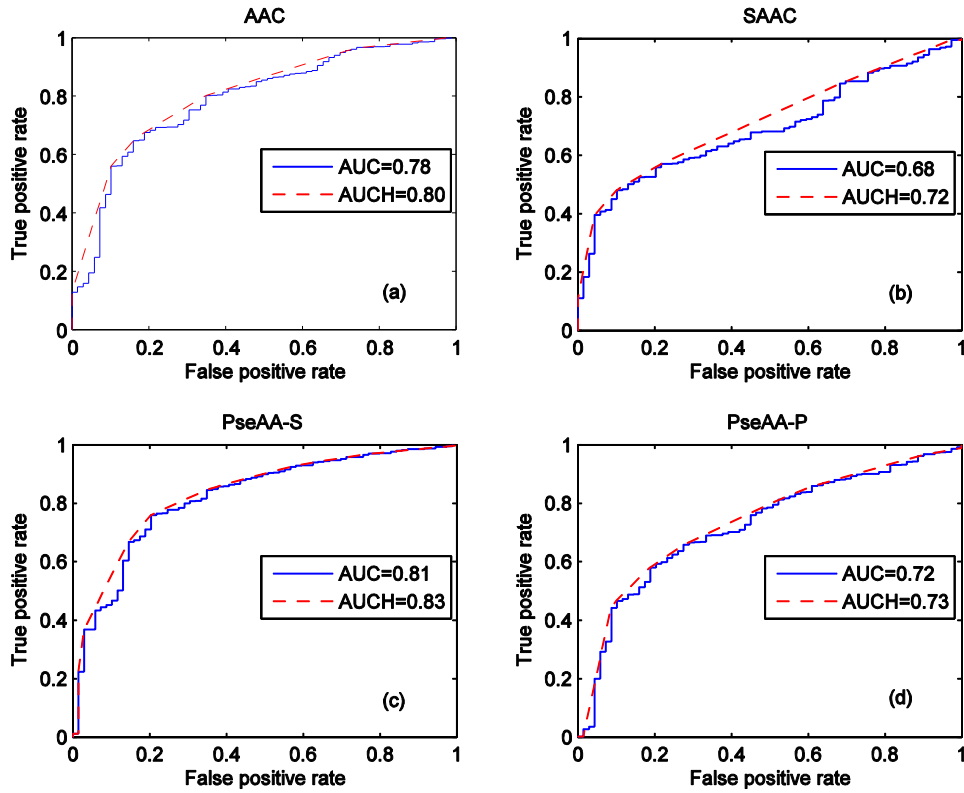 AAC
1
0.8
0.6
0.4
0.2
0
True positive rate
AUC=0.78
AUCH=0.80
(a)
0 0.2 0.4 0.6 0.8 1
False positive rate
SAAC
1
0.8
0.6
0.4
0.2
0
True positive rate
AUC=0.68
AUCH=0.72
(b)
0 0.2 0.4 0.6 0.8 1
False positive rate
PseAA-S
1
0.8
0.6
0.4
0.2
0
True positive rate
AUC=0.81
AUCH=0.83
(c)
0 0.2 0.4 0.6 0.8 1
False positive rate
PseAA-P
1
0.8
0.6
0.4
0.2
0
True positive rate
AUC=0.72
AUCH=0.73
(d)
0 0.2 0.4 0.6 0.8 1
False positive rate